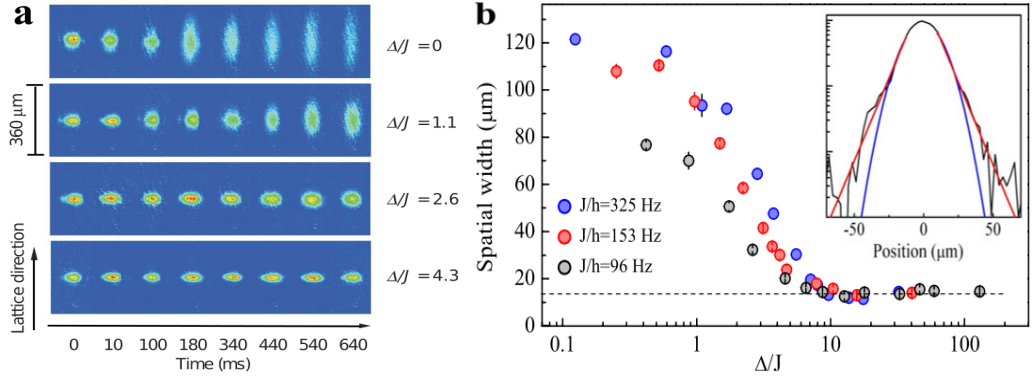 a
Δ/J =0
Δ/J =1.1
Δ/J =2.6
Δ/J =4.3
360 μm
Lattice direction
0 10 100 180 340 440 540 640
Time (ms)
b
120
100
80
60
40
20
0
Spatial width (μm)
J/h=325 Hz
J/h=153 Hz
J/h=96 Hz
-50 0 50
Position (μm)
0.1 1 10 100
Δ/J